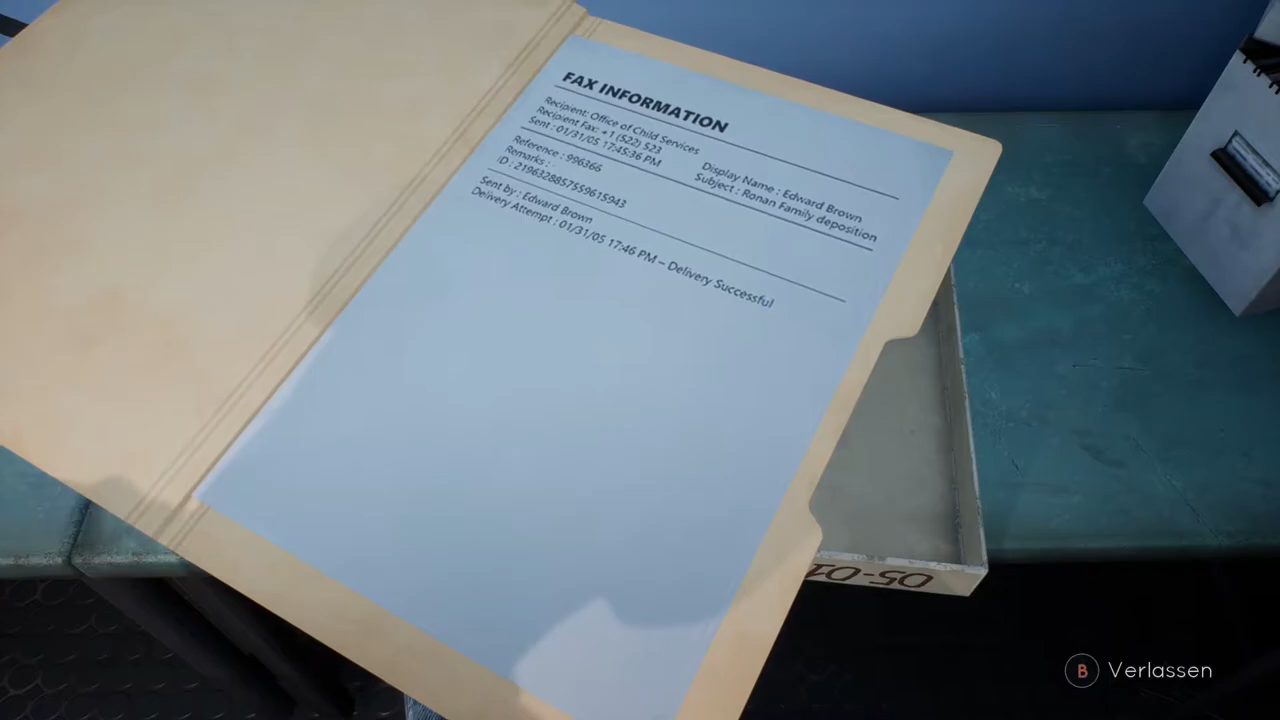 FAX INFORMATION
Recipient: Office of Child Services
Recipient Fax: +1 (522) 523
Sent : 01/31/05 17:45:36 PM
Display Name : Edward Brown
Subject : Ronan Family deposition
Reference : 996366
Remarks :
ID : 2196328857559615943
Sent by : Edward Brown
Delivery Attempt : 01/31/05 17:46 PM – Delivery Successful
05-01
B Verlassen